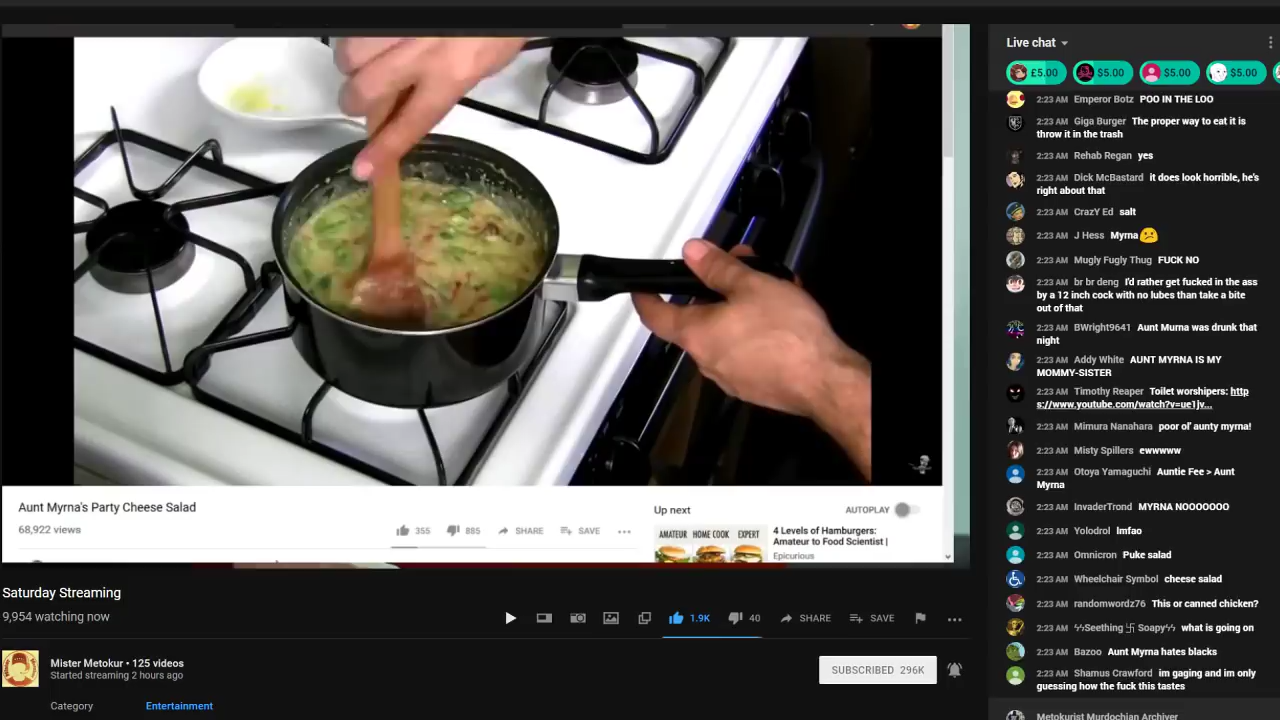 Aunt Myrna's Party Cheese Salad
68,922 views
355
885
SHARE
SAVE
Up next
AUTOPLAY
AMATEUR HOME COOK EXPERT
4 Levels of Hamburgers:
Amateur to Food Scientist |
Epicurious
Saturday Streaming
9,954 watching now
1.9K
40
SHARE
SAVE
Mister Metokur • 125 videos
Started streaming 2 hours ago
SUBSCRIBED 296K
Category
Entertainment
Live chat
£5.00
$5.00
$5.00
$5.00
2:23 AM Emperor Botz POO IN THE LOO
2:23 AM Giga Burger The proper way to eat it is
throw it in the trash
2:23 AM Rehab Regan yes
2:23 AM Dick McBastard it does look horrible, he's
right about that
2:23 AM CrazY Ed salt
2:23 AM J Hess Myrna😕
2:23 AM Mugly Fugly Thug FUCK NO
2:23 AM br br deng I'd rather get fucked in the ass
by a 12 inch cock with no lubes than take a bite
out of that
2:23 AM BWright9641 Aunt Murna was drunk that
night
2:23 AM Addy White AUNT MYRNA IS MY
MOMMY-SISTER
2:23 AM Timothy Reaper Toilet worshipers: http
s://www.youtube.com/watch?v=ue1jv...
2:23 AM Mimura Nanahara poor ol' aunty myrna!
2:23 AM Misty Spillers ewwwww
2:23 AM Otoya Yamaguchi Auntie Fee > Aunt
Myrna
2:23 AM InvaderTrond MYRNA NOOOOOOO
2:23 AM Yolodrol lmfao
2:23 AM Omnicron Puke salad
2:23 AM Wheelchair Symbol cheese salad
2:23 AM randomwordz76 This or canned chicken?
2:23 AM ϟϟSeething 卐 Soapyϟϟ what is going on
2:23 AM Bazoo Aunt Myrna hates blacks
2:23 AM Shamus Crawford im gaging and im only
guessing how the fuck this tastes
Metokurist Murdochian Archiver